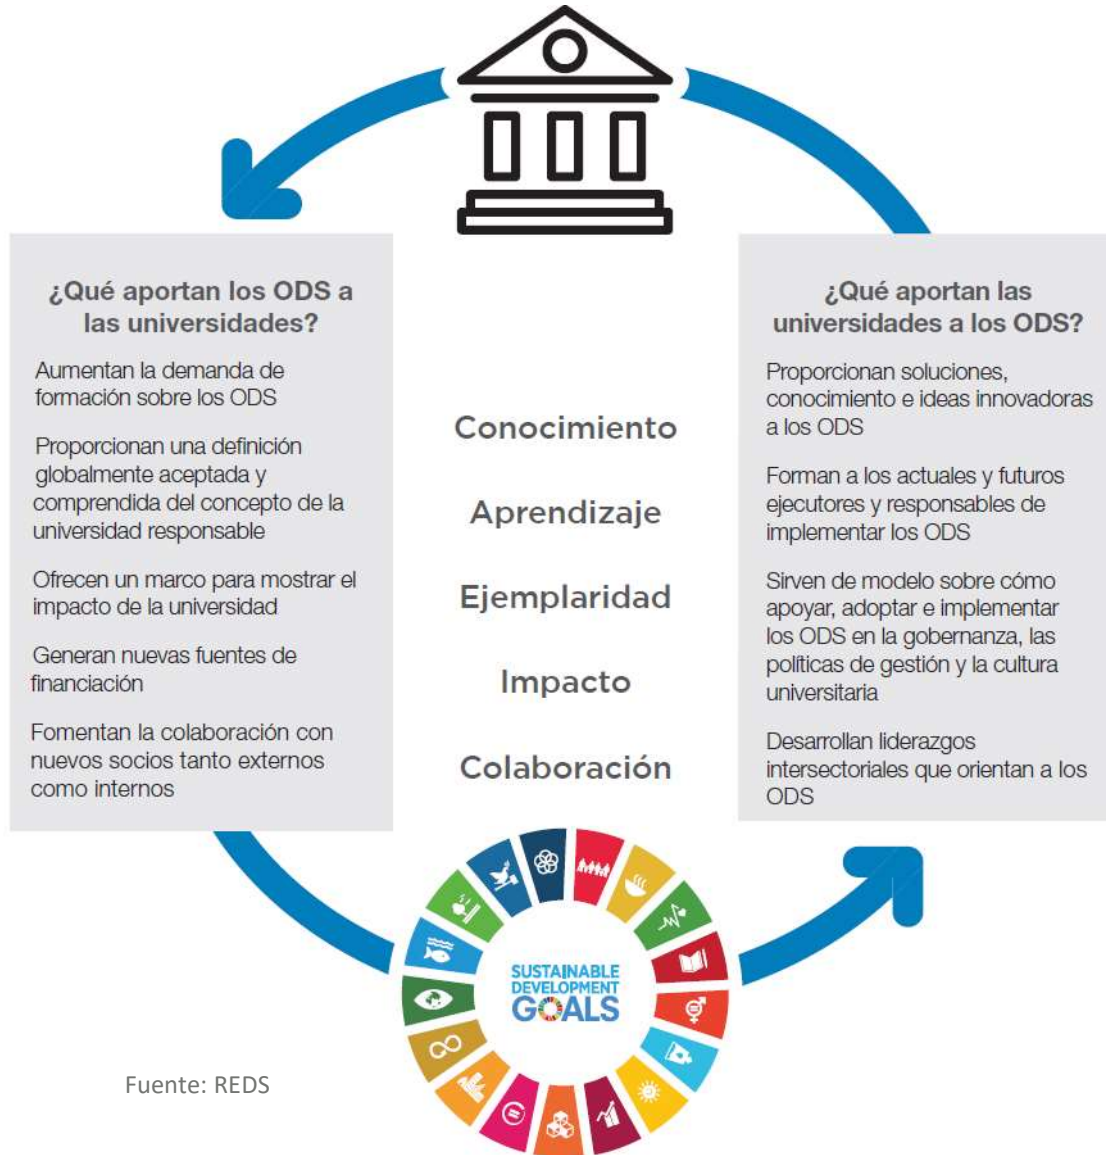 ¿Qué aportan los ODS a
las universidades?
Aumentan la demanda de
formación sobre los ODS
Proporcionan una definición
globalmente aceptada y
comprendida del concepto de la
universidad responsable
Ofrecen un marco para mostrar el
impacto de la universidad
Generan nuevas fuentes de
financiación
Fomentan la colaboración con
nuevos socios tanto externos
como internos
Conocimiento
Aprendizaje
Ejemplaridad
Impacto
Colaboración
¿Qué aportan las
universidades a los ODS?
Proporcionan soluciones,
conocimiento e ideas innovadoras
a los ODS
Forman a los actuales y futuros
ejecutores y responsables de
implementar los ODS
Sirven de modelo sobre cómo
apoyar, adoptar e implementar
los ODS en la gobernanza, las
políticas de gestión y la cultura
universitaria
Desarrollan liderazgos
intersectoriales que orientan a los
ODS
SUSTAINABLE
DEVELOPMENT
GOALS
Fuente: REDS